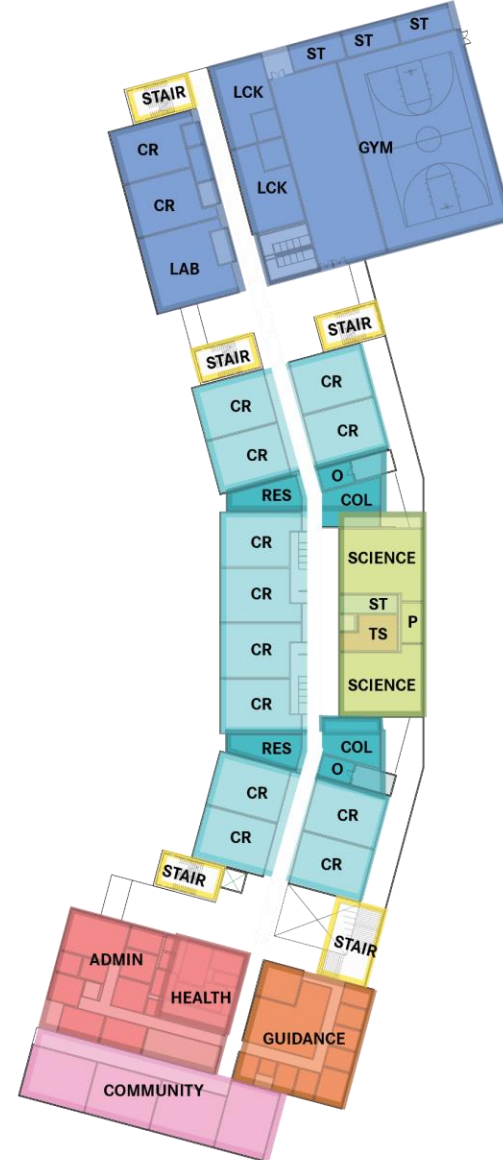 ST
ST
ST
STAIR
LCK
CR
GYM
CR
LCK
LAB
STAIR
STAIR
CR
CR
CR
CR
O
RES
COL
CR
SCIENCE
CR
ST
P
TS
CR
SCIENCE
CR
RES
COL
O
CR
CR
CR
CR
STAIR
STAIR
ADMIN
HEALTH
GUIDANCE
COMMUNITY